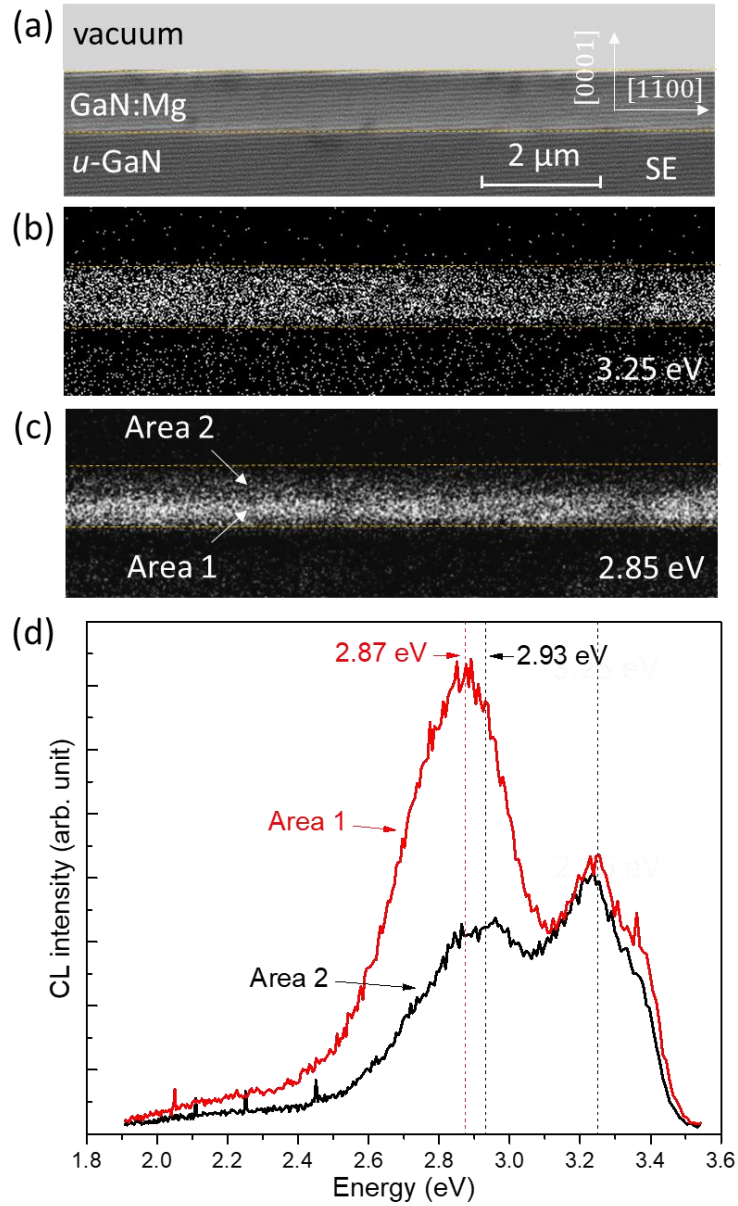 (a)
vacuum
GaN:Mg
u-GaN
[0001]
[11̅00]
2 μm
SE
(b)
3.25 eV
(c)
Area 2
Area 1
2.85 eV
(d)
2.87 eV
2.93 eV
Area 1
Area 2
CL intensity (arb. unit)
1.8 2.0 2.2 2.4 2.6 2.8 3.0 3.2 3.4 3.6
Energy (eV)